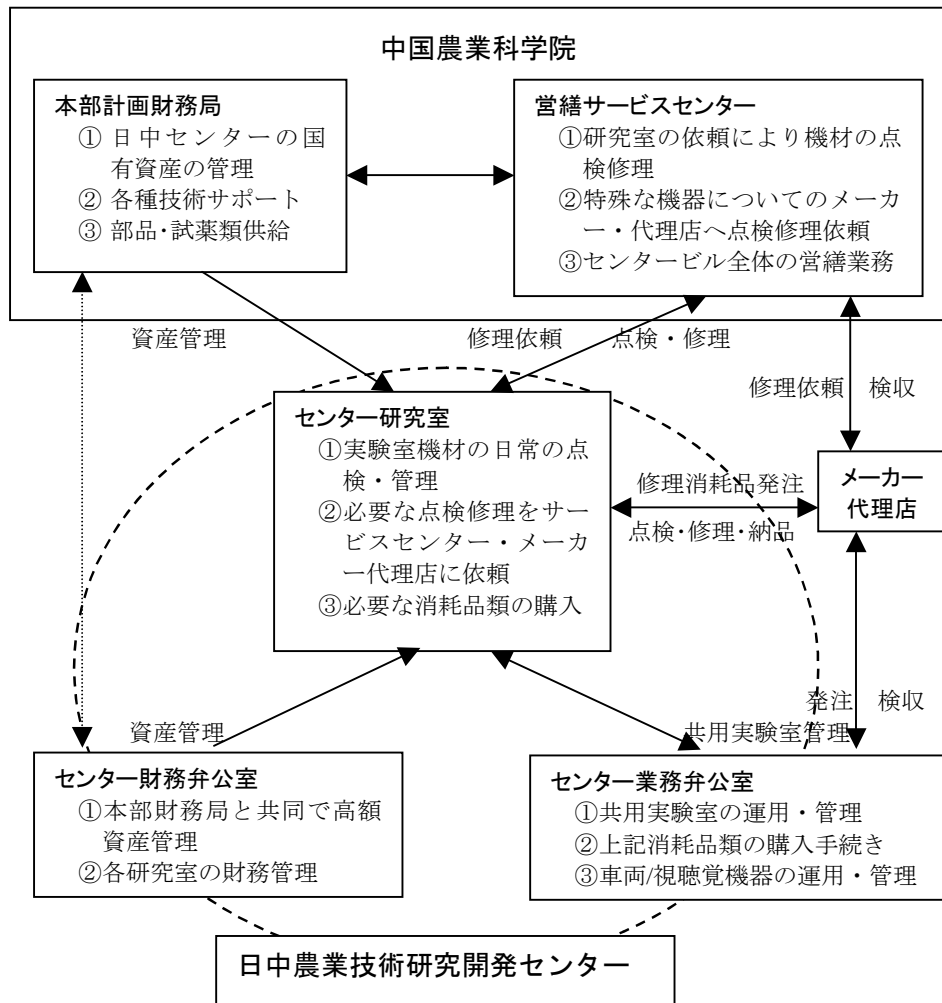 中国農業科学院
本部計画財務局
① 日中センターの国
有資産の管理
② 各種技術サポート
③ 部品・試薬類供給
営繕サービスセンター
①研究室の依頼により機材の点
検修理
②特殊な機器についてのメーカ
ー・代理店へ点検修理依頼
③センタービル全体の営繕業務
資産管理
修理依頼
点検・修理
修理依頼
検収
センター研究室
①実験室機材の日常の点
検・管理
②必要な点検修理をサー
ビスセンター・メーカ
ー代理店に依頼
③必要な消耗品類の購入
修理消耗品発注
点検・修理・納品
メーカー
代理店
発注
検収
資産管理
共用実験室管理
センター財務弁公室
①本部財務局と共同で高額
資産管理
②各研究室の財務管理
センター業務弁公室
①共用実験室の運用・管理
②上記消耗品類の購入手続き
③車両/視聴覚機器の運用・管理
日中農業技術研究開発センター